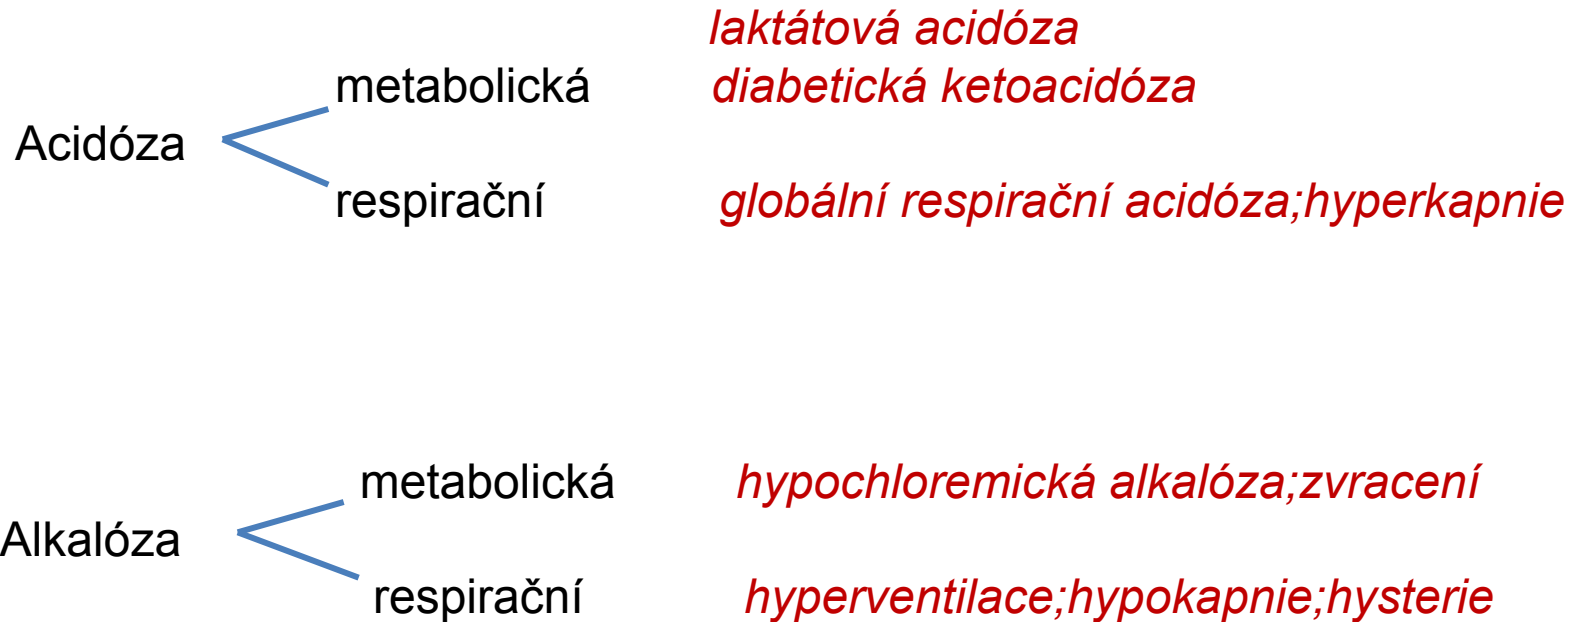 laktátová acidóza
metabolická diabetická ketoacidóza
Acidóza
respirační globální respirační acidóza;hyperkapnie
metabolická hypochloremická alkalóza;zvracení
Alkalóza
respirační hyperventilace;hypokapnie;hysterie